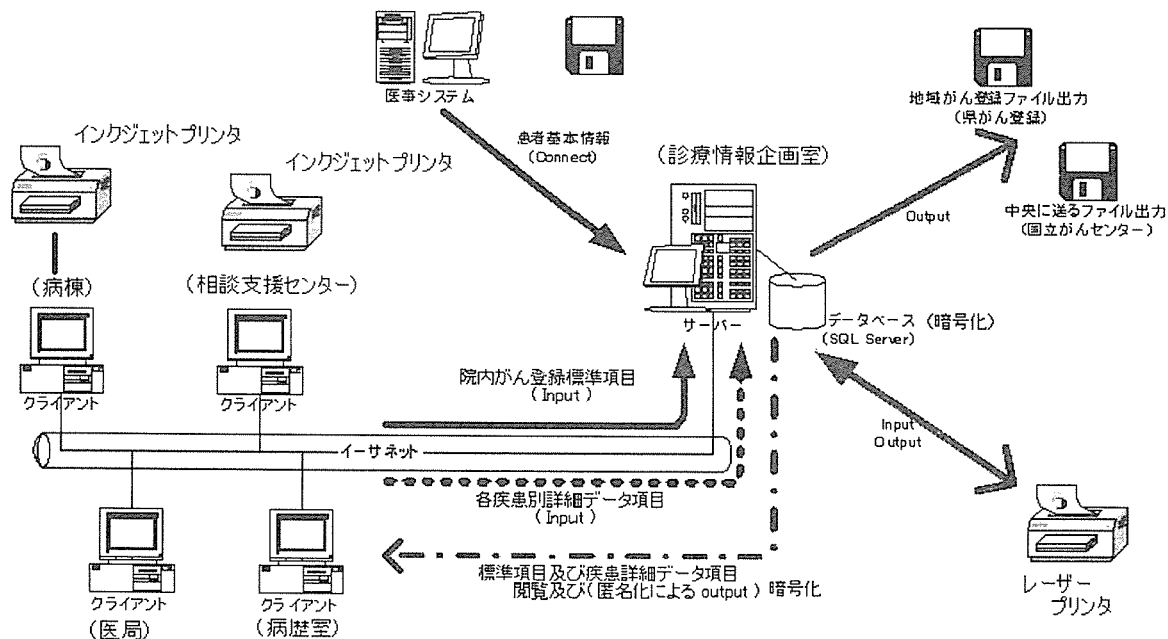 医事システム
地域がん登録ファイル出力
(県がん登録)
インクジェットプリンタ
インクジェットプリンタ
患者基本情報
(Connect)
(診療情報企画室)
Output
中央に送るファイル出力
(国立がんセンター)
(病棟)
(相談支援センター)
サーバー
データベース (暗号化)
(SQL Server)
クライアント
クライアント
院内がん登録標準項目
(Input)
Input
Output
イーサネット
各疾患別詳細データ項目
(Input)
標準項目及び疾患詳細データ項目
閲覧及び(匿名化による output) 暗号化
クライアント
(医局)
クライアント
(病歴室)
レーザー
プリンタ